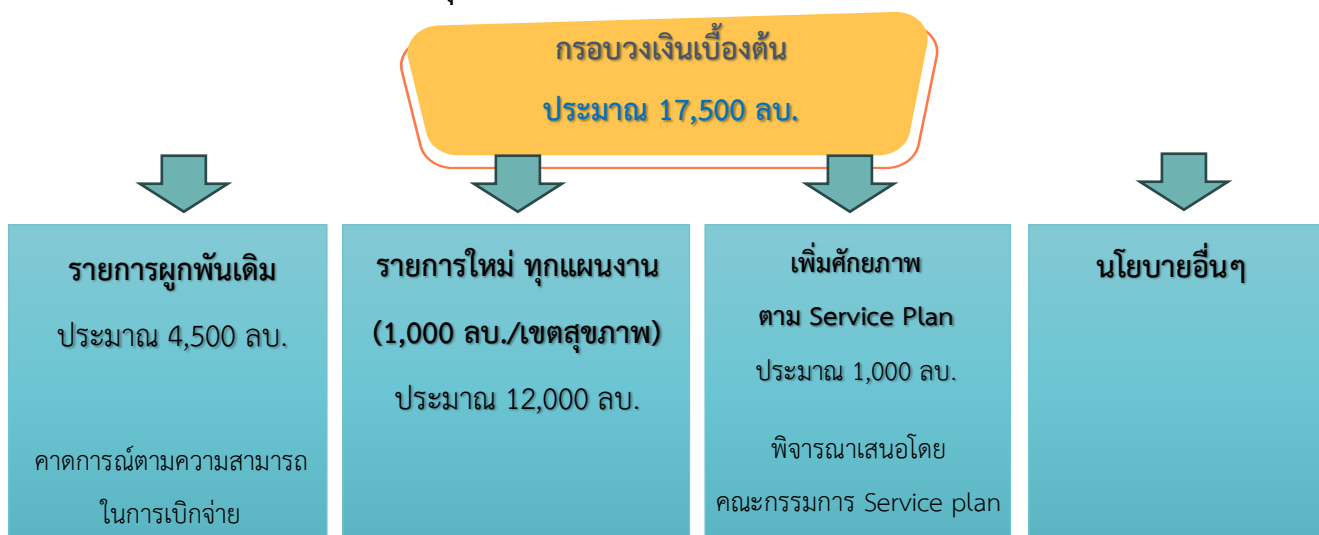 กรอบวงเงินเบื้องต้น
ประมาณ 17,500 ลบ.
รายการผูกพันเดิม
ประมาณ 4,500 ลบ.
คาดการณ์ตามความสามารถ
ในการเบิกจ่าย
รายการใหม่ ทุกแผนงาน
(1,000 ลบ./เขตสุขภาพ)
ประมาณ 12,000 ลบ.
เพิ่มศักยภาพ
ตาม Service Plan
ประมาณ 1,000 ลบ.
พิจารณาเสนอโดย
คณะกรรมการ Service plan
นโยบายอื่นๆ